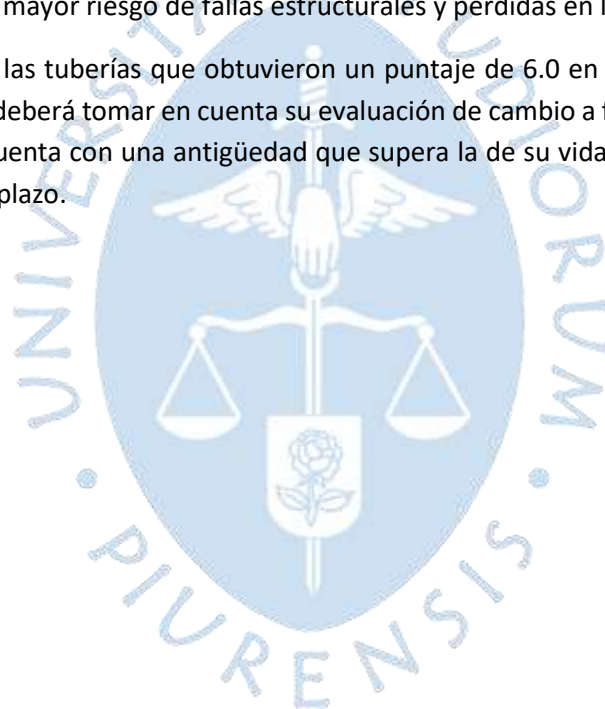 mayor riesgo de fallas estructurales y pérdidas en l
las tuberías que obtuvieron un puntaje de 6.0 en
deberá tomar en cuenta su evaluación de cambio a f
uenta con una antigüedad que supera la de su vida
plazo.
UNIVERSITAS STUDIORUM
PIURENSIS